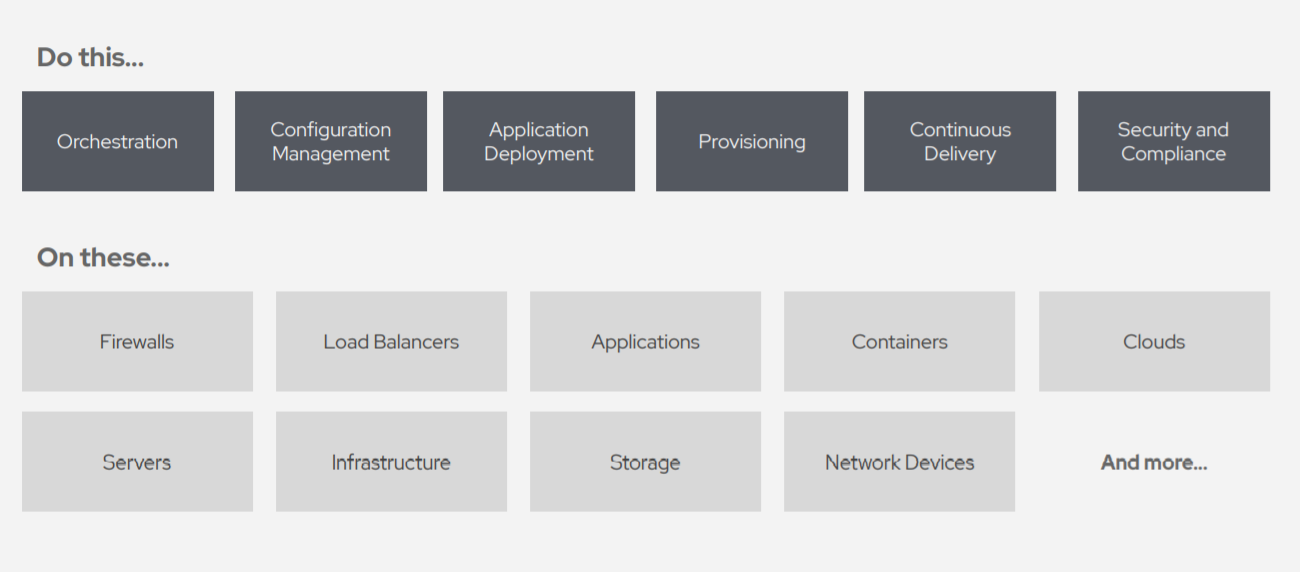 Do this...
Orchestration
Configuration
Management
Application
Deployment
Provisioning
Continuous
Delivery
Security and
Compliance
On these...
Firewalls
Load Balancers
Applications
Containers
Clouds
Servers
Infrastructure
Storage
Network Devices
And more...